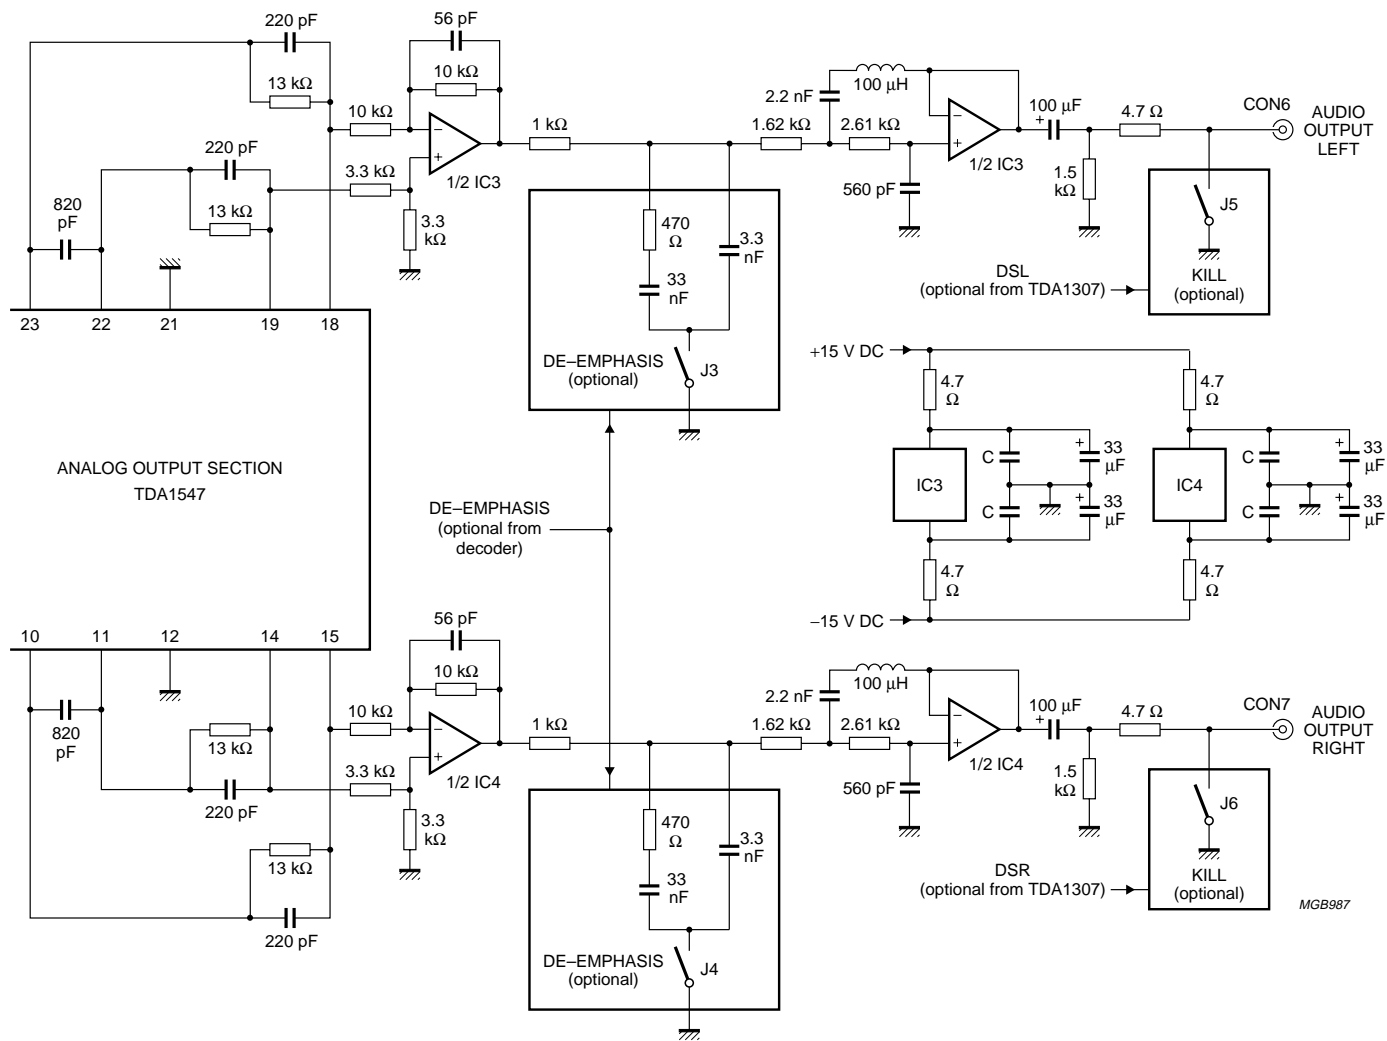 220 pF
56 pF
13 kΩ
10 kΩ
10 kΩ
100 μH
2.2 nF
100 μF
+
4.7 Ω
CON6
AUDIO
OUTPUT
LEFT
220 pF
−
+
1/2 IC3
1 kΩ
1.62 kΩ
2.61 kΩ
−
+
1/2 IC3
3.3 kΩ
820
pF
13 kΩ
3.3
kΩ
560 pF
1.5
kΩ
J5
KILL
(optional)
DSL
(optional from TDA1307)
470
Ω
3.3
nF
33
nF
DE–EMPHASIS
(optional)
J3
23
22
21
19
18
+15 V DC
4.7
Ω
4.7
Ω
IC3
C
+
33
μF
C
+
33
μF
IC4
C
+
33
μF
C
+
33
μF
4.7
Ω
4.7
Ω
−15 V DC
ANALOG OUTPUT SECTION
TDA1547
DE–EMPHASIS
(optional from
decoder)
10
11
12
14
15
56 pF
10 kΩ
10 kΩ
100 μH
2.2 nF
100 μF
+
4.7 Ω
CON7
AUDIO
OUTPUT
RIGHT
820
pF
13 kΩ
−
+
1/2 IC4
1 kΩ
1.62 kΩ
2.61 kΩ
−
+
1/2 IC4
3.3 kΩ
220 pF
3.3
kΩ
560 pF
1.5
kΩ
J6
KILL
(optional)
DSR
(optional from TDA1307)
13 kΩ
220 pF
470
Ω
3.3
nF
33
nF
DE–EMPHASIS
(optional)
J4
MGB987